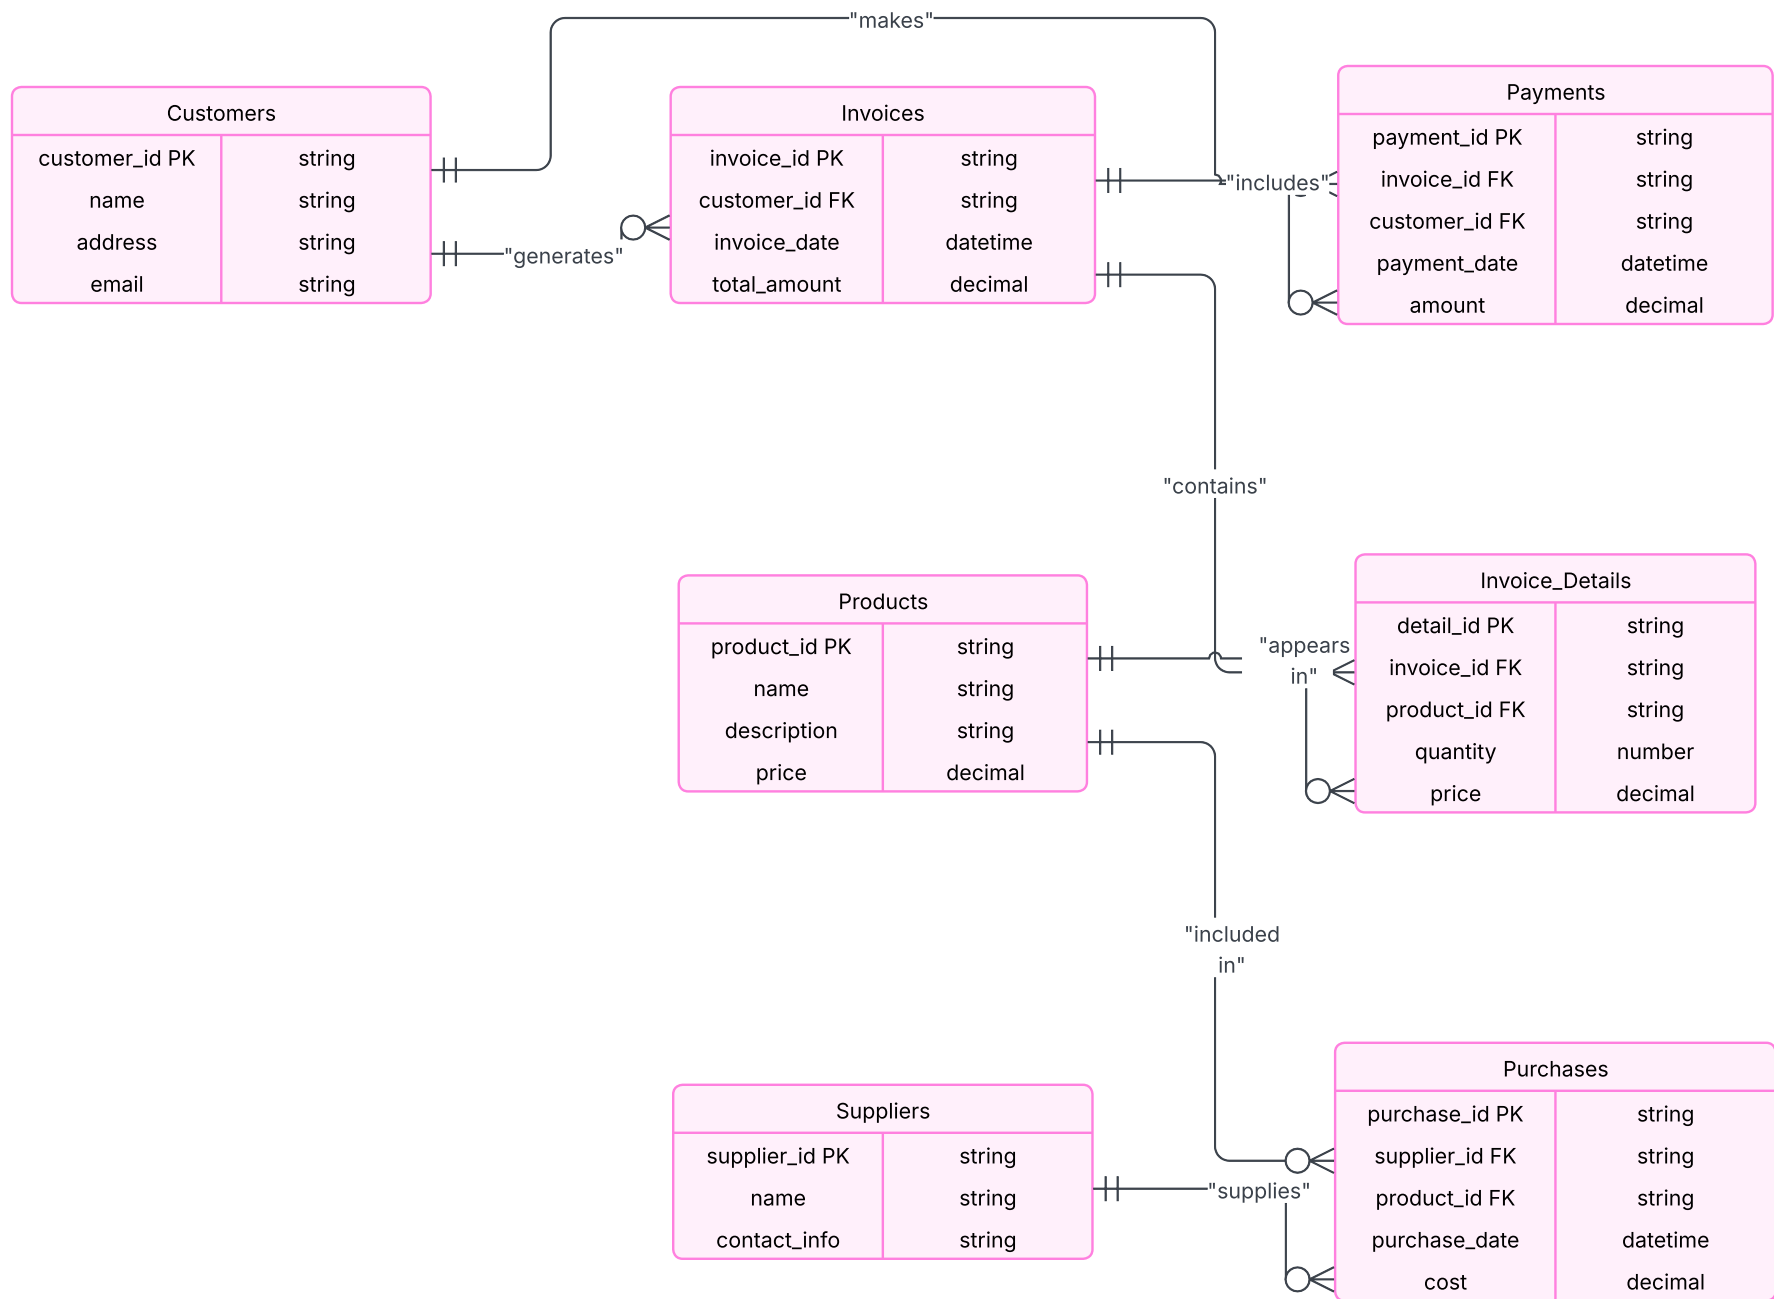 "makes"
Customers
customer_id PK string
name string
address string
email string
"generates"
Invoices
invoice_id PK string
customer_id FK string
invoice_date datetime
total_amount decimal
"includes"
Payments
payment_id PK string
invoice_id FK string
customer_id FK string
payment_date datetime
amount decimal
"contains"
Products
product_id PK string
name string
description string
price decimal
"appears
in"
Invoice_Details
detail_id PK string
invoice_id FK string
product_id FK string
quantity number
price decimal
"included
in"
Suppliers
supplier_id PK string
name string
contact_info string
"supplies"
Purchases
purchase_id PK string
supplier_id FK string
product_id FK string
purchase_date datetime
cost decimal